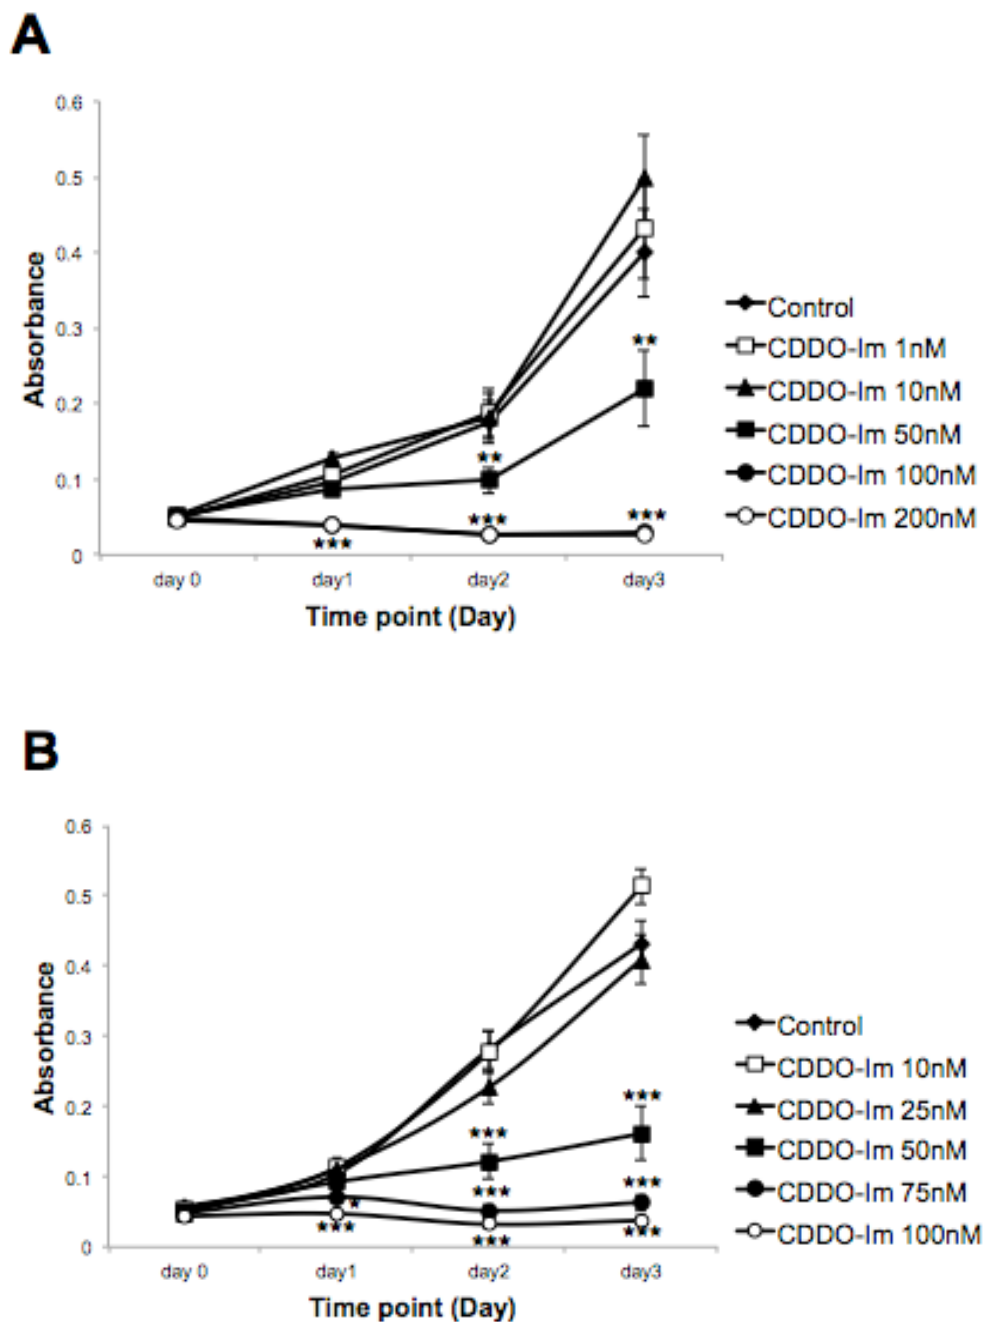 A
0.6
0.5
0.4
0.3
0.2
0.1
0
Absorbance
**
**
***
***
***
day 0
day1
day2
day3
Time point (Day)
Control
CDDO-Im 1nM
CDDO-Im 10nM
CDDO-Im 50nM
CDDO-Im 100nM
CDDO-Im 200nM
B
0.6
0.5
0.4
0.3
0.2
0.1
0
Absorbance
***
***
***
***
*
***
***
***
day 0
day1
day2
day3
Time point (Day)
Control
CDDO-Im 10nM
CDDO-Im 25nM
CDDO-Im 50nM
CDDO-Im 75nM
CDDO-Im 100nM